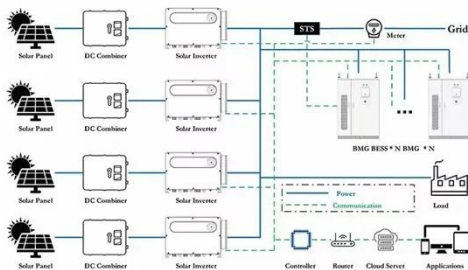 STS
Meter
Grid
Solar Panel
DC Combiner
Solar Inverter
Solar Panel
DC Combiner
Solar Inverter
BMG BESS * N BMG * N
Solar Panel
DC Combiner
Solar Inverter
Load
Power
Communication
Solar Panel
DC Combiner
Solar Inverter
Controller
Router
Cloud Server
Applications